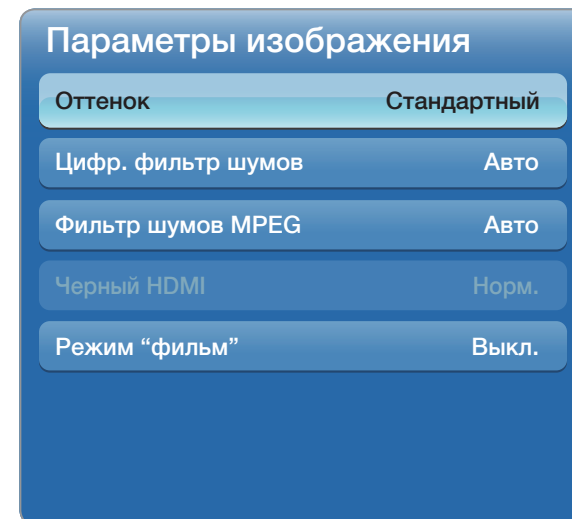 Параметры изображения
Оттенок Стандартный
Цифр. фильтр шумов Авто
Фильтр шумов MPEG Авто
Черный HDMI Норм.
Режим “фильм” Выкл.